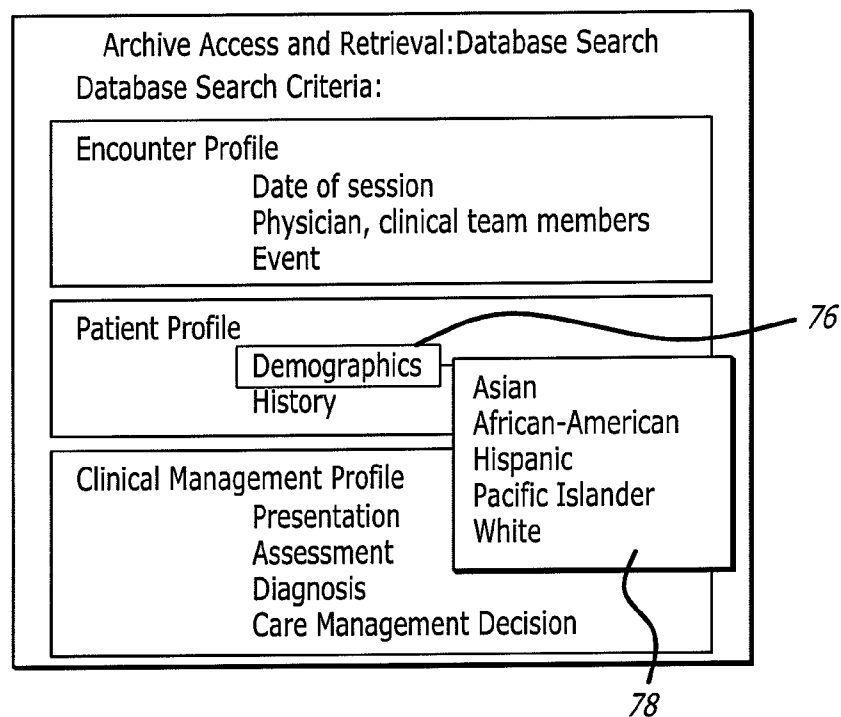 Archive Access and Retrieval:Database Search
Database Search Criteria:
Encounter Profile
Date of session
Physician, clinical team members
Event
Patient Profile
76
Demographics
History
Asian
African-American
Hispanic
Pacific Islander
White
Clinical Management Profile
Presentation
Assessment
Diagnosis
Care Management Decision
78